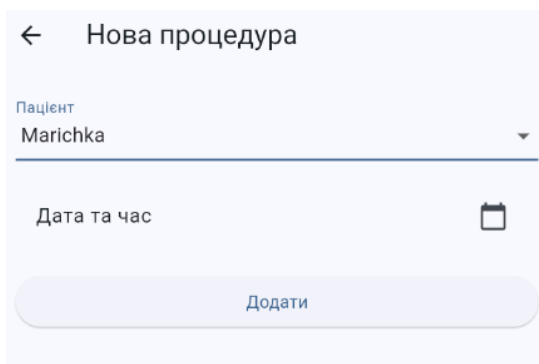 Нова процедура
Пацієнт
Marichka
Дата та час
Додати